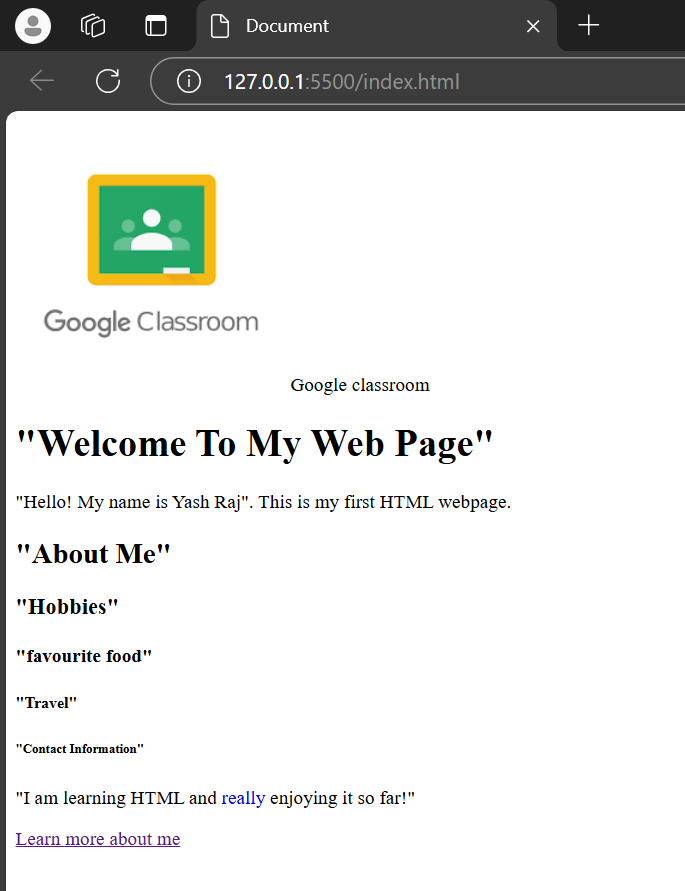 Document
127.0.0.1:5500/index.html
Google Classroom
Google classroom
"Welcome To My Web Page"
"Hello! My name is Yash Raj". This is my first HTML webpage.
"About Me"
"Hobbies"
"favourite food"
"Travel"
"Contact Information"
"I am learning HTML and really enjoying it so far!"
Learn more about me